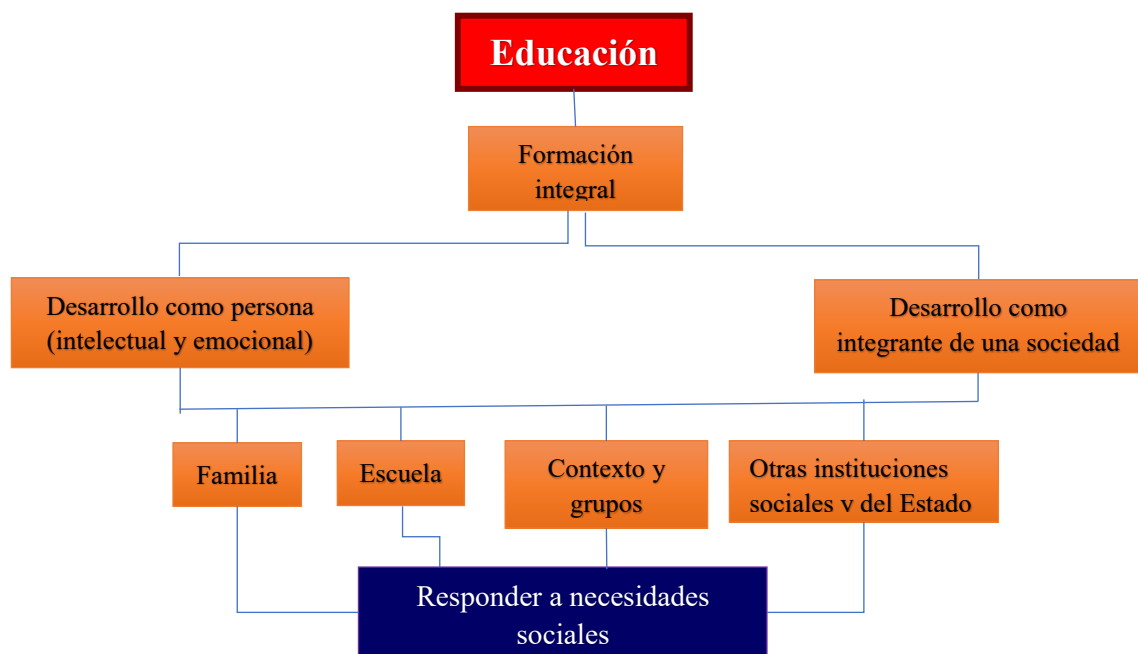 Educación
Formación
integral
Desarrollo como persona
(intelectual y emocional)
Desarrollo como
integrante de una sociedad
Familia
Escuela
Contexto y
grupos
Otras instituciones
sociales y del Estado
Responder a necesidades
sociales